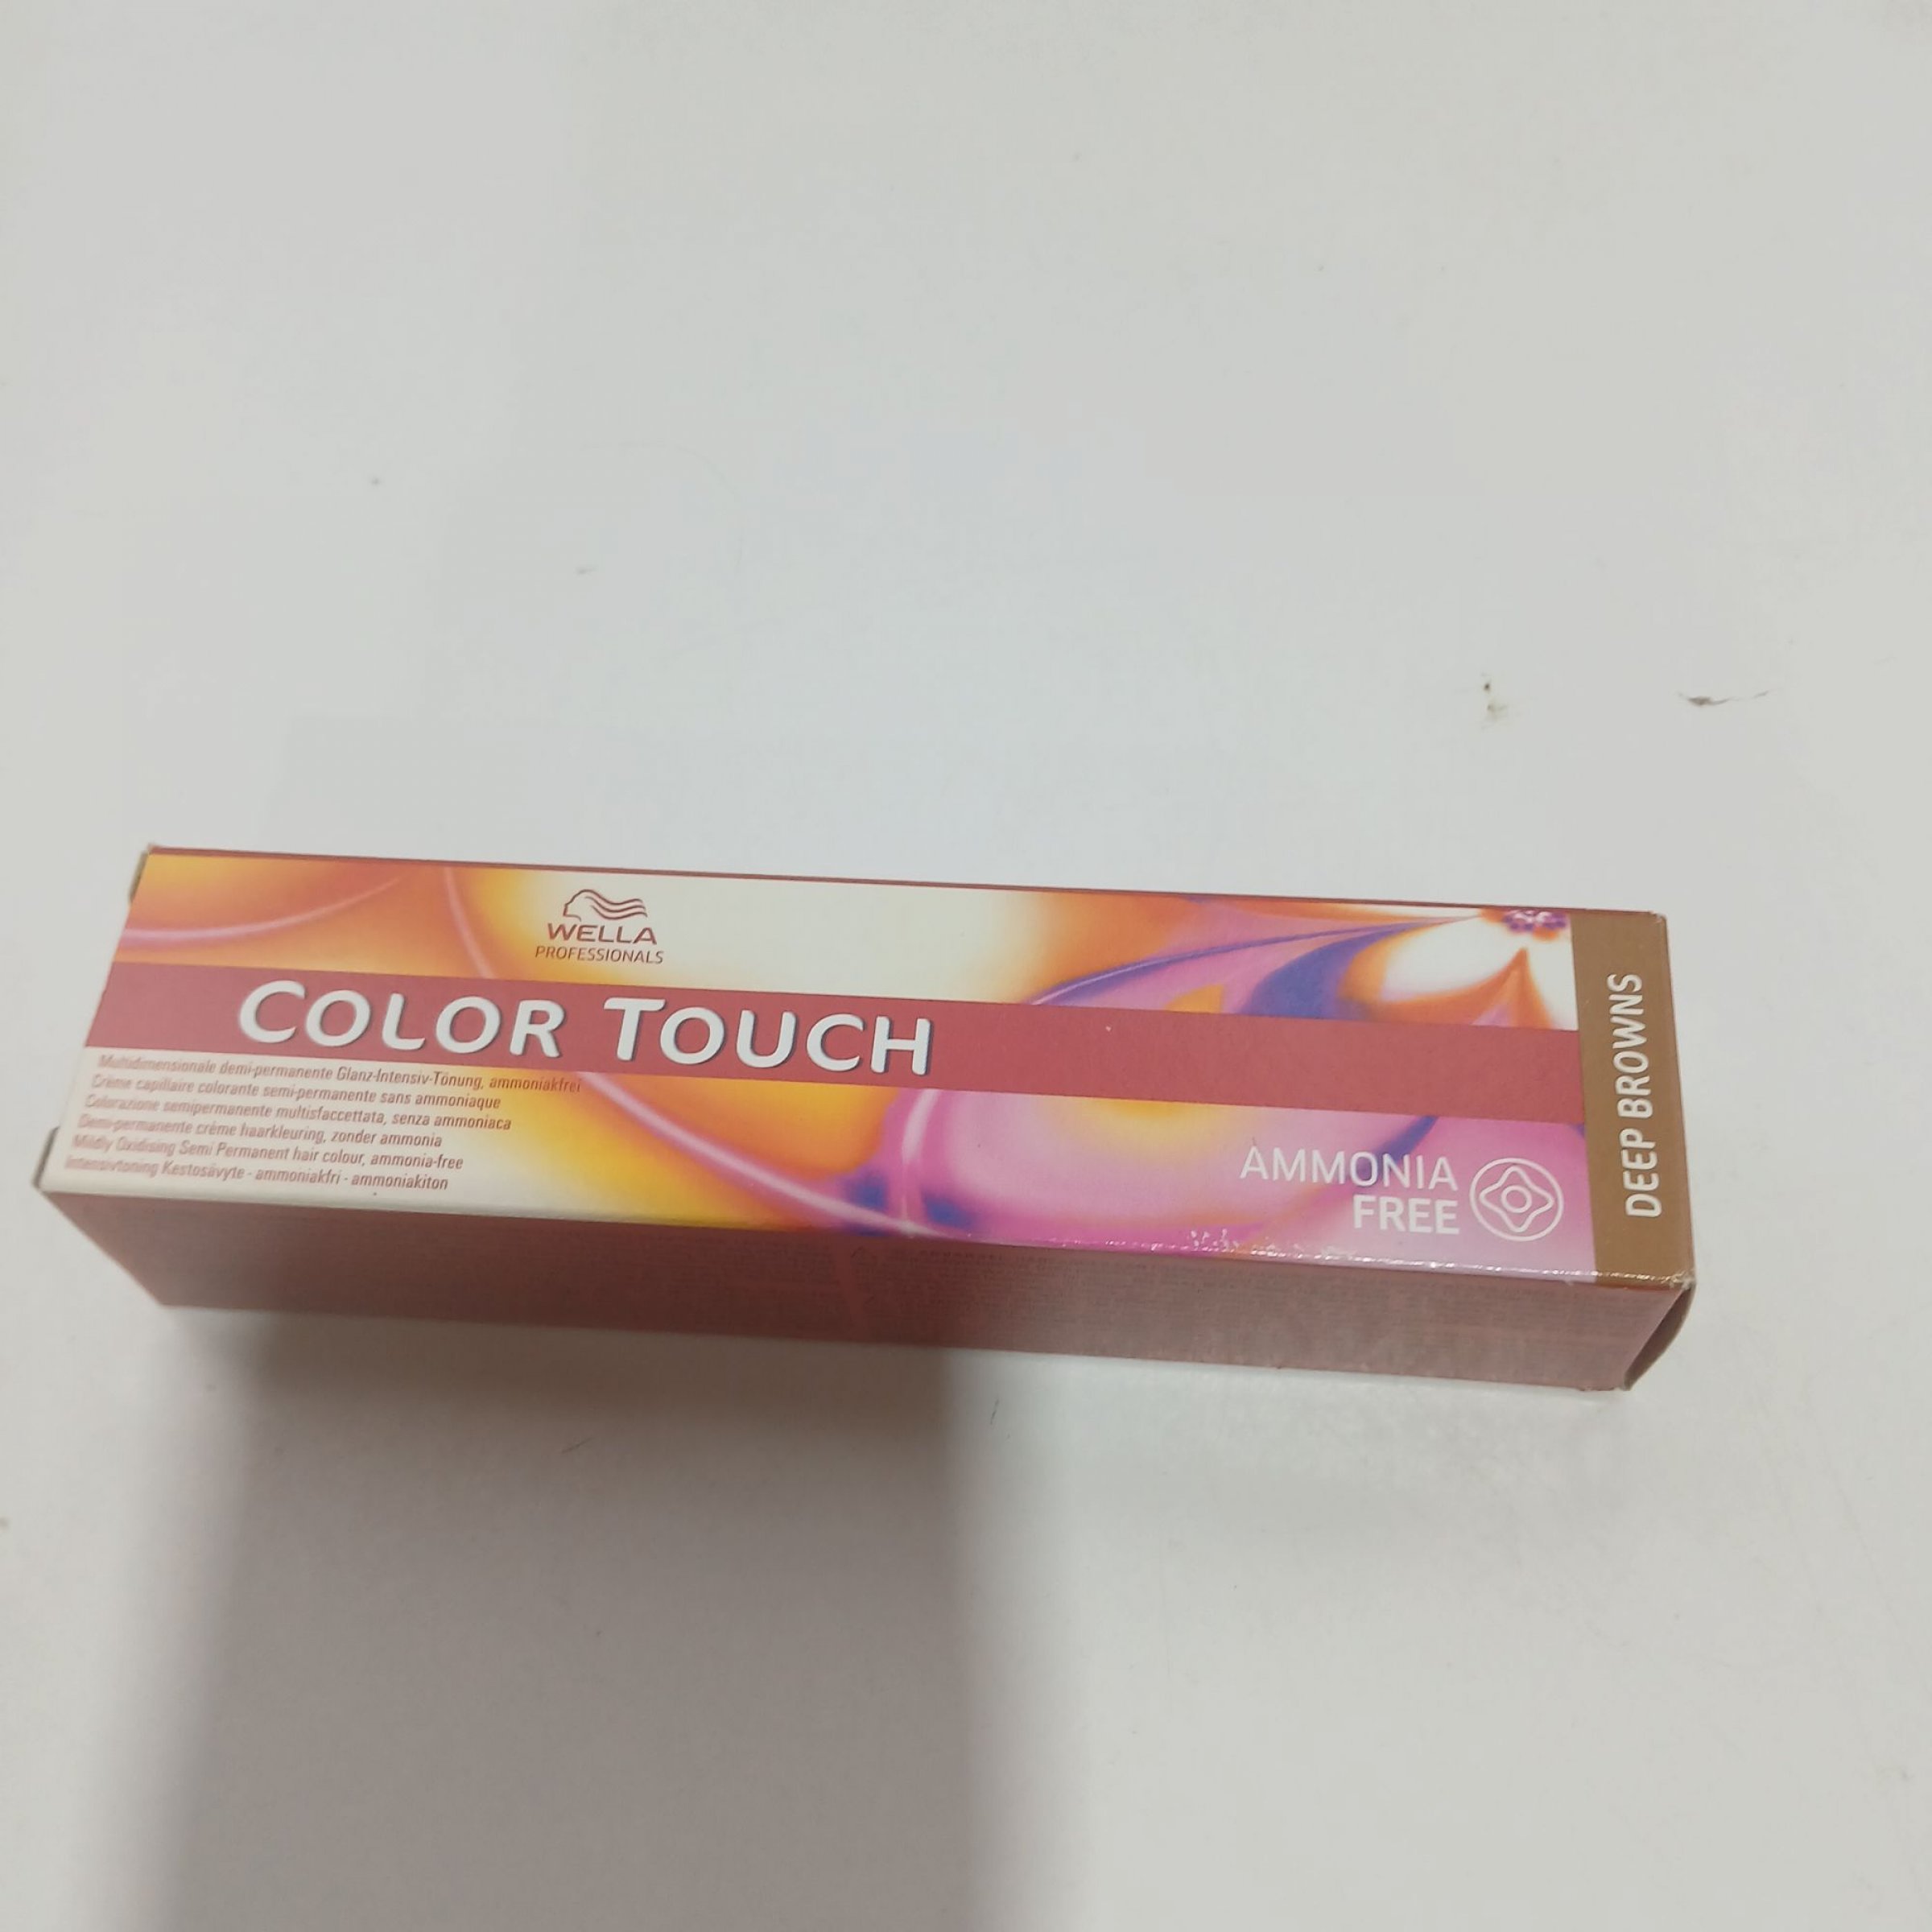 WELLA
PROFESSIONALS
COLOR TOUCH
Multidimensionale demi-permanente Glanz-Intensiv-Tönung, ammoniakfrei
Crème capillaire colorante semi-permanente sans ammoniaque
Colorazione semipermanente multisfaccettata, senza ammoniaca
Demi-permanente crème haarkleuring, zonder ammonia
Mildly Oxidising Semi Permanent hair colour, ammonia-free
Intensivtoning Kestosävyte - ammoniakfri - ammoniakiton
AMMONIA
FREE
DEEP BROWNS